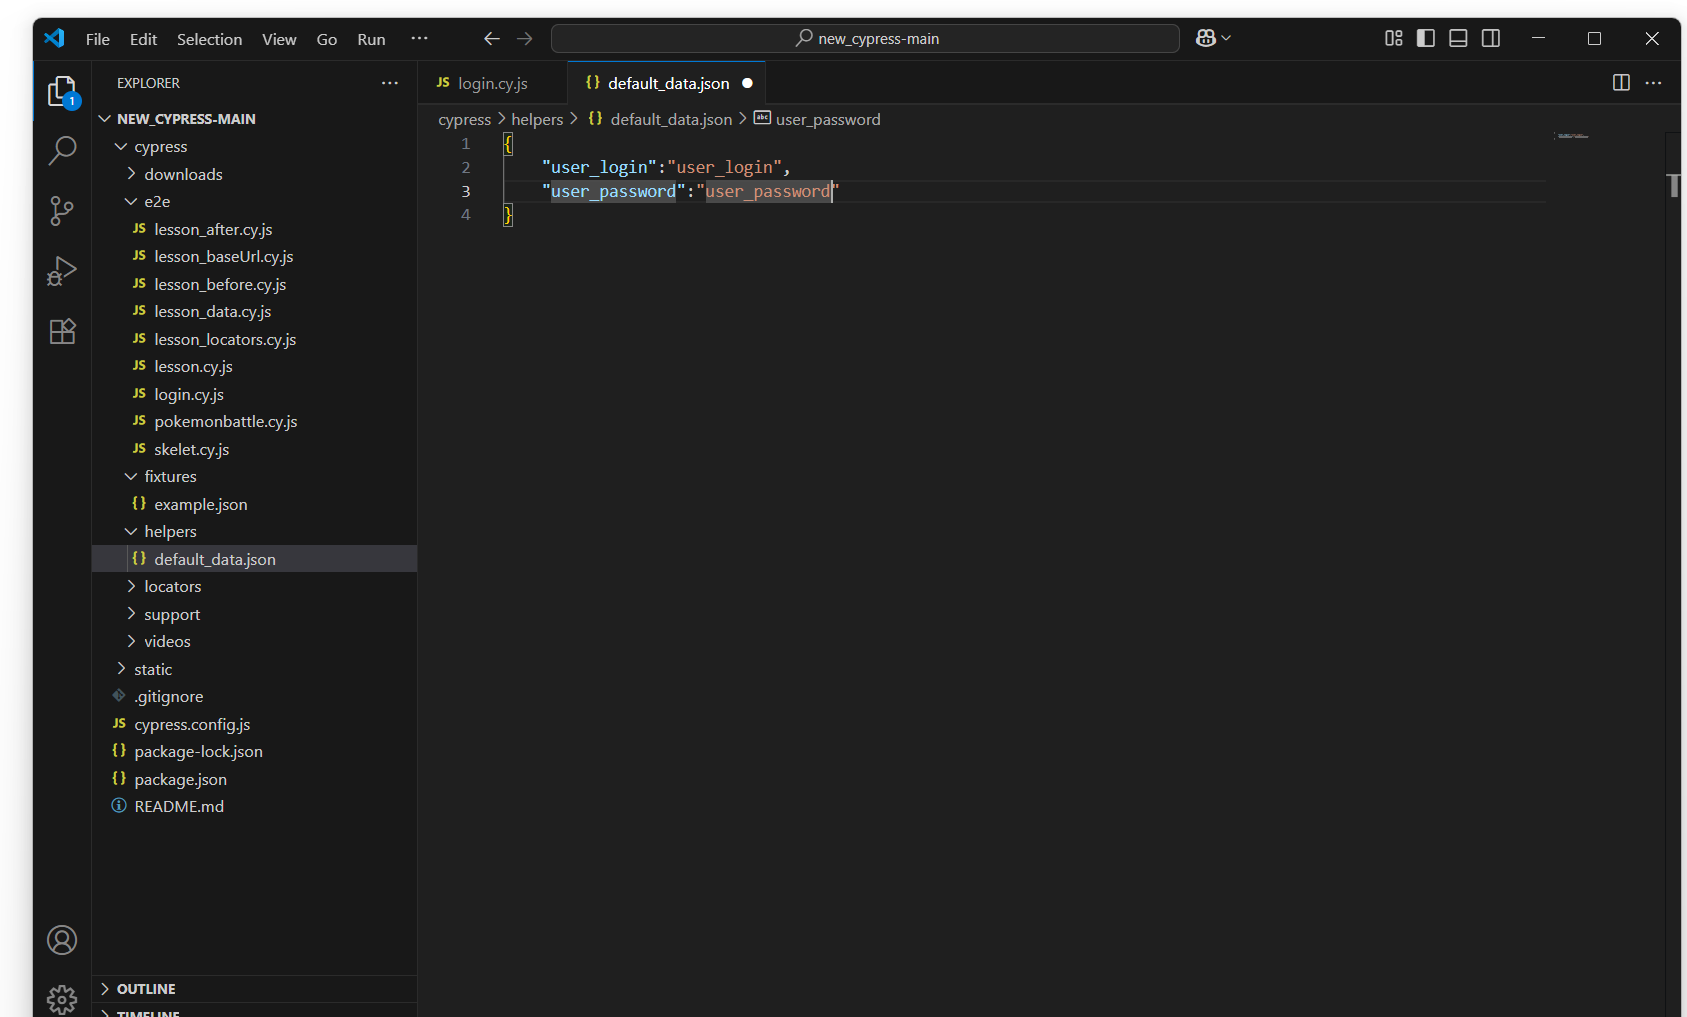 File Edit Selection View Go Run ···
new_cypress-main
EXPLORER ···
NEW_CYPRESS-MAIN
cypress
downloads
e2e
JS lesson_after.cy.js
JS lesson_baseUrl.cy.js
JS lesson_before.cy.js
JS lesson_data.cy.js
JS lesson_locators.cy.js
JS lesson.cy.js
JS login.cy.js
JS pokemonbattle.cy.js
JS skelet.cy.js
fixtures
{} example.json
helpers
{} default_data.json
locators
support
videos
static
.gitignore
JS cypress.config.js
{} package-lock.json
{} package.json
README.md
OUTLINE
TIMELINE
1
JS login.cy.js
{} default_data.json
cypress > helpers > {} default_data.json > abc user_password
1 {
2 "user_login":"user_login",
3 "user_password":"user_password"
4 }